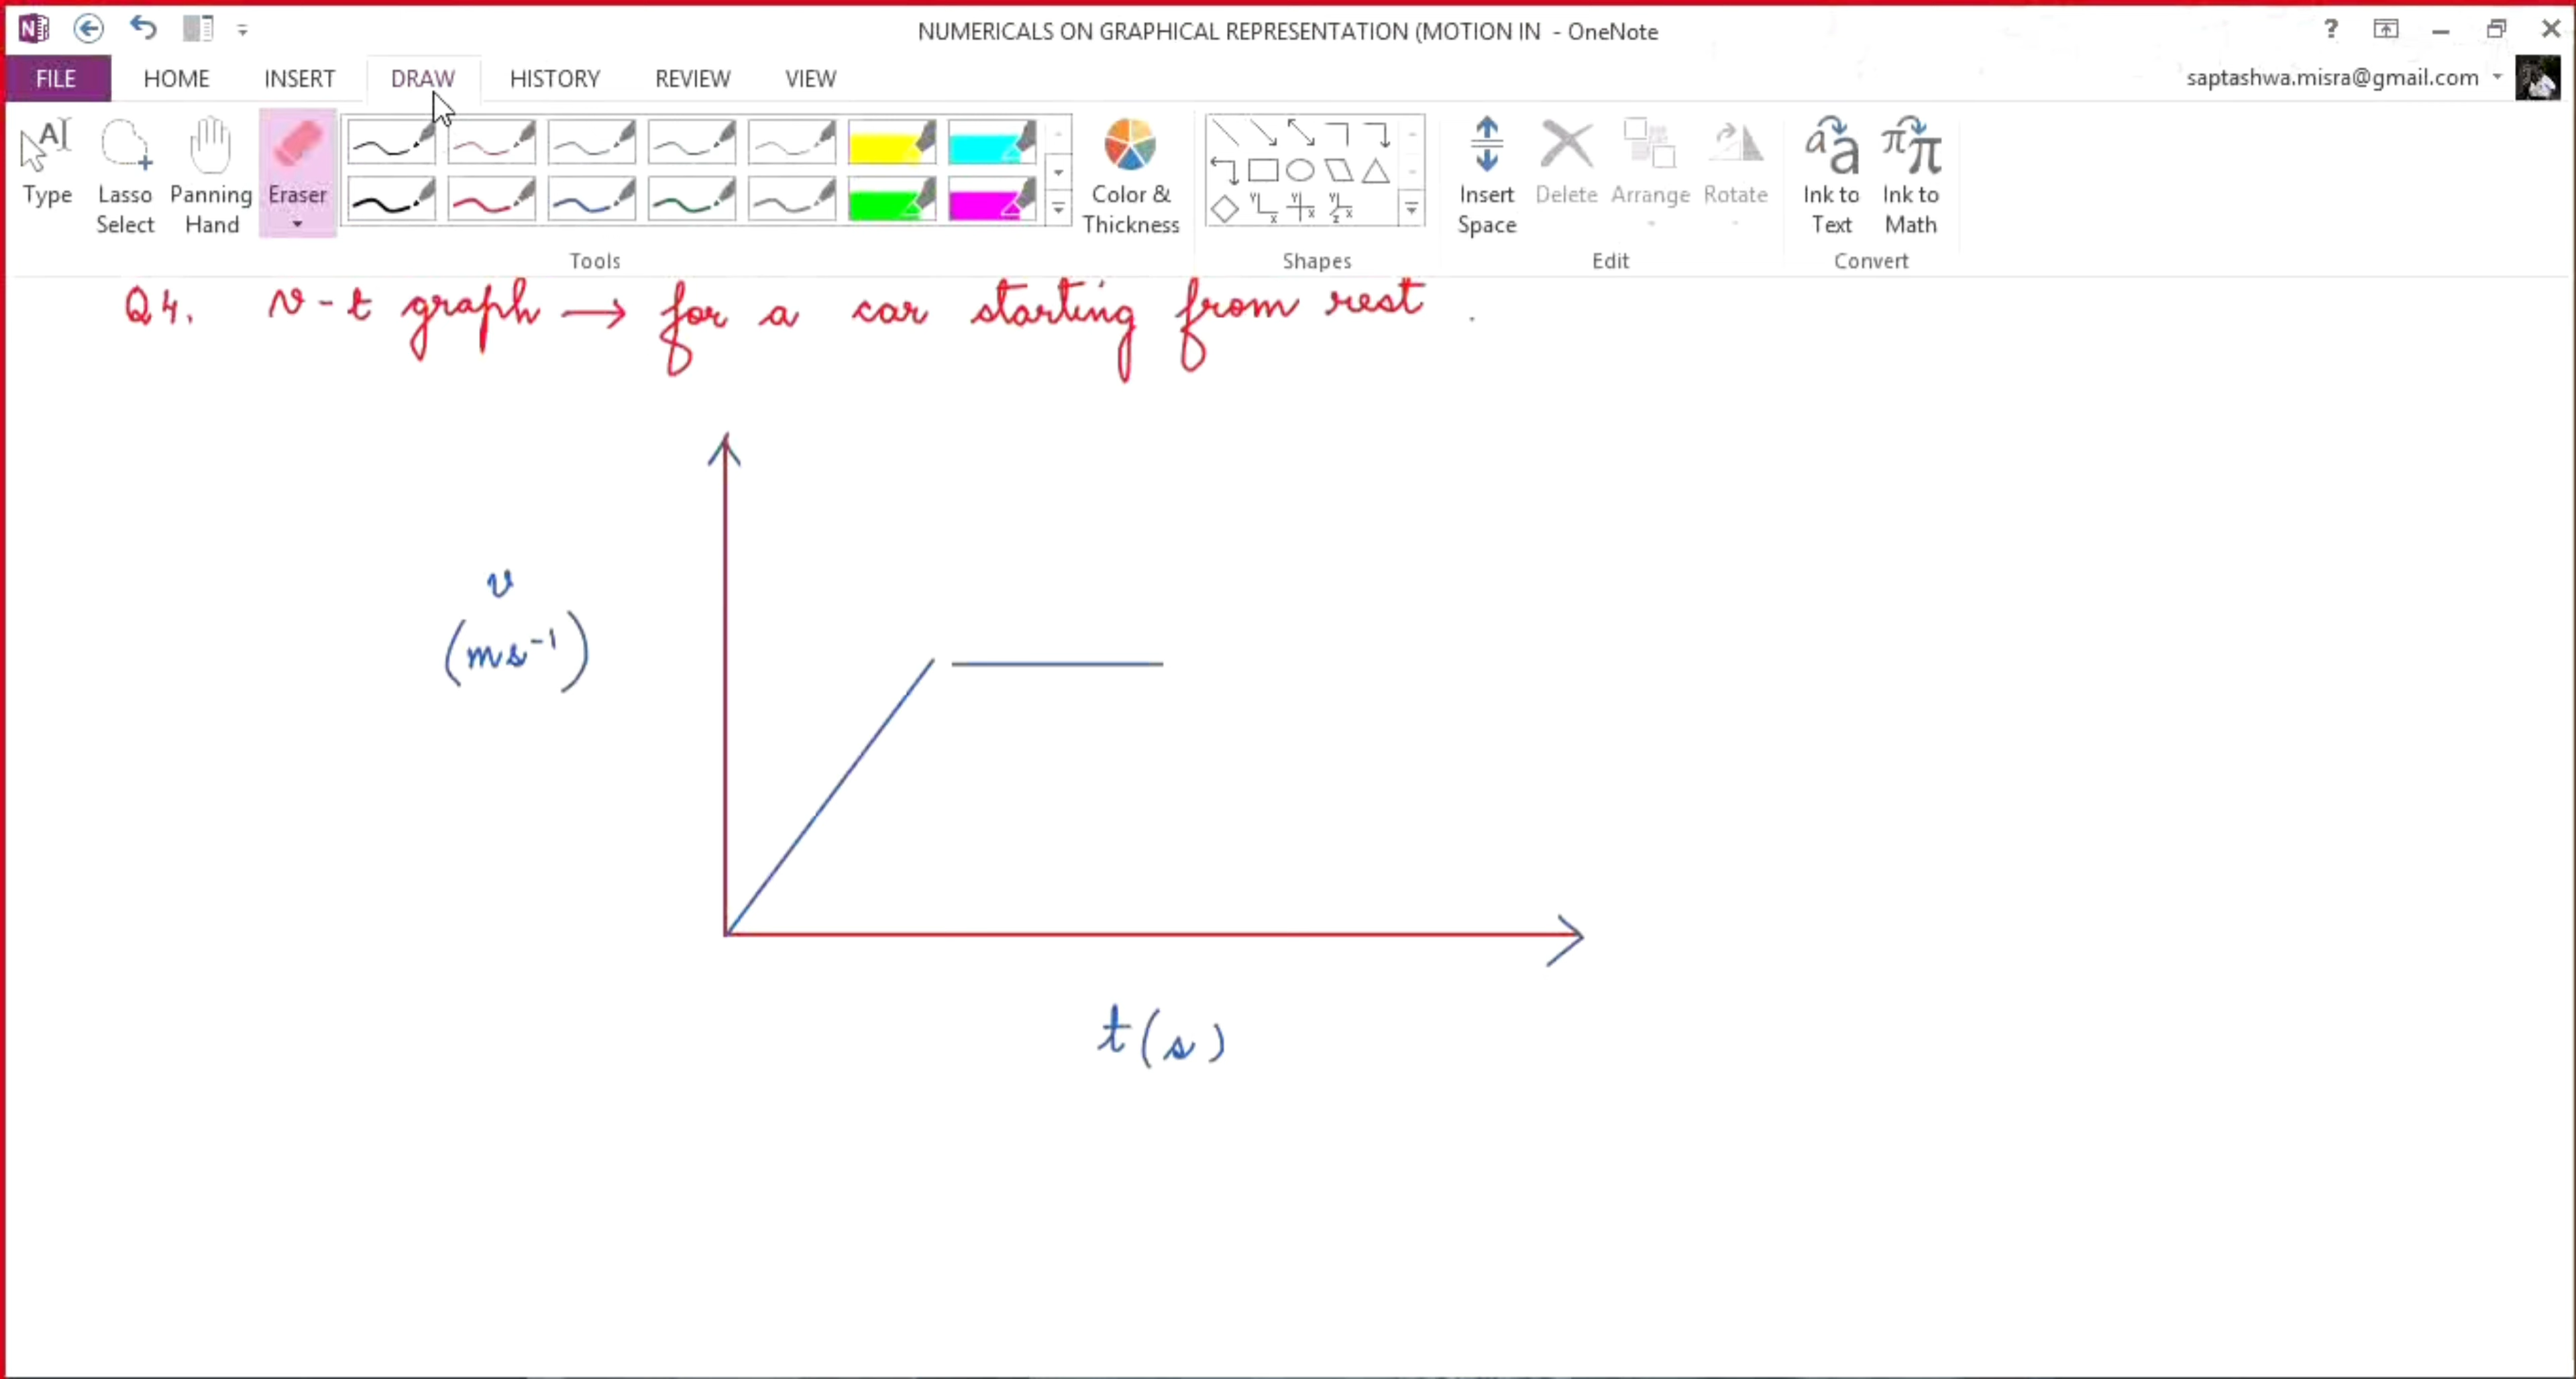 NUMERICALS ON GRAPHICAL REPRESENTATION (MOTION IN - OneNote
FILE HOME INSERT DRAW HISTORY REVIEW VIEW
saptashwa.misra@gmail.com
Type
Lasso Select
Panning Hand
Eraser
Color & Thickness
Insert Space
Delete
Arrange
Rotate
Ink to Text
Ink to Math
Tools
Shapes
Edit
Convert
Q4. v-t graph → for a car starting from rest .
v
(ms⁻¹)
t(s)